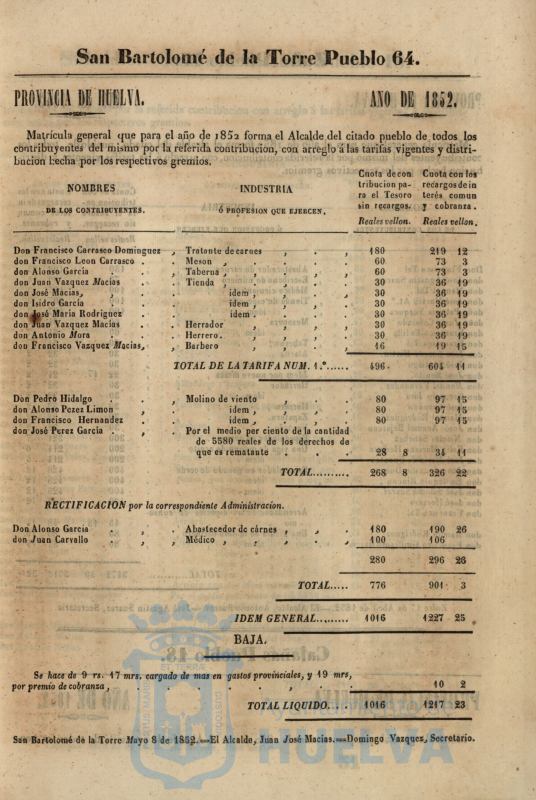 San Bartolomé de la Torre Pueblo 64.
PROVINCIA DE HUELVA. AÑO DE 1852.
Matrícula general que para el año de 1852 forma el Alcalde del citado pueblo de todos los
contribuyentes del mismo por la referida contribucion, con arreglo á las tarifas vigentes y distri-
bucion hecha por los respectivos gremios.
NOMBRES
DE LOS CONTRIBUYENTES.
INDUSTRIA
ó PROFESION QUE EJERCEN.
Cuota de con
tribucion pa-
ra el Tesoro
sin recargos.
Reales vellon.
Cuota con los
recargos de in
terés comun
y cobranza.
Reales vellon.
Don Francisco Carrasco Dominguez , Tratante de carnes , . . 180 219 12
don Francisco Leon Carrasco . . Meson , , , , , 60 73 3
don Alonso Garcia . . Taberna , , , , 60 73 3
don Juan Vazquez Macias . . Tienda , , , , 30 36 19
don José Macias, , . . idem , , , 30 36 19
don Isidro Garcia . . idem , , , 30 36 19
don José Maria Rodriguez . . idem . , , 30 36 19
don Juan Vazquez Macias . . Herrador , , , 30 36 19
don Antonio Mora . . Herrero. , , , 30 36 19
don Francisco Vazquez Macias, . Barbero , , , 16 19 15
TOTAL DE LA TARIFA NUM. 1.º...... 496. 604 11
Don Pedro Hidalgo . , . Molino de viento , . . 80 97 15
don Alonso Pezez Limon , . idem , , . . 80 97 15
don Francisco Hernandez . . idem , , . . 80 97 15
don José Perez Garcia . , . Por el medio per ciento de la cantidad
de 5580 reales de los derechos de
que es rematante . . . 28 8 34 11
TOTAL.......... 268 8 326 22
RECTIFICACION por la correspondiente Administracion.
Don Alonso Garcia , , . Abastecedor de cárnes , , . 180 190 26
don Juan Carvallo , , . Médico , , , . , 100 106
280 296 26
TOTAL..... 776 901 3
IDEM GENERAL........ 1016 1227 25
BAJA.
Se hace de 9 rs. 17 mrs. cargado de mas en gastos provinciales, y 19 mrs,
por premio de cobranza, . . . . . , . 10 2
TOTAL LIQUIDO. . . 1016 1217 23
San Bartolomé de la Torre Mayo 8 de 1852.—El Alcalde, Juan José Macias.—Domingo Vazquez, Secretario.
HUELVA